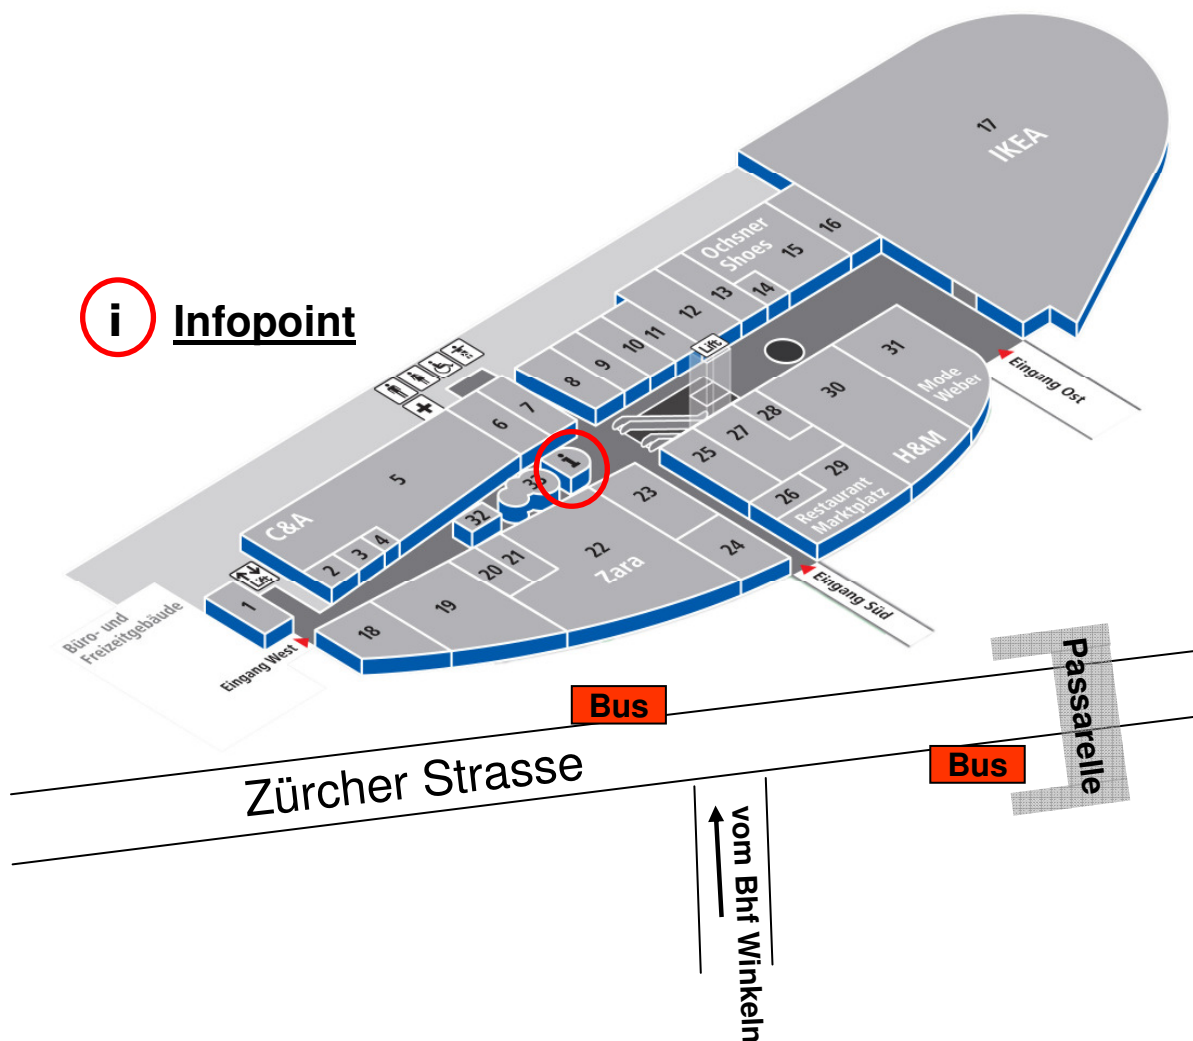 17
IKEA
16
15
Ochsner
Shoes
14
13
12
11
10
9
8
Lift
i Infopoint
31
Mode
Weber
Eingang Ost
30
28
27
25
H&M
29
26
Restaurant
Marktplatz
7
6
5
C&A
4
3
2
Lift
1
i
33
32
23
22
Zara
24
21
20
19
18
Eingang Süd
Büro- und
Freizeitgebäude
Eingang West
Passarelle
Bus
Bus
Zürcher Strasse
vom Bhf Winkeln